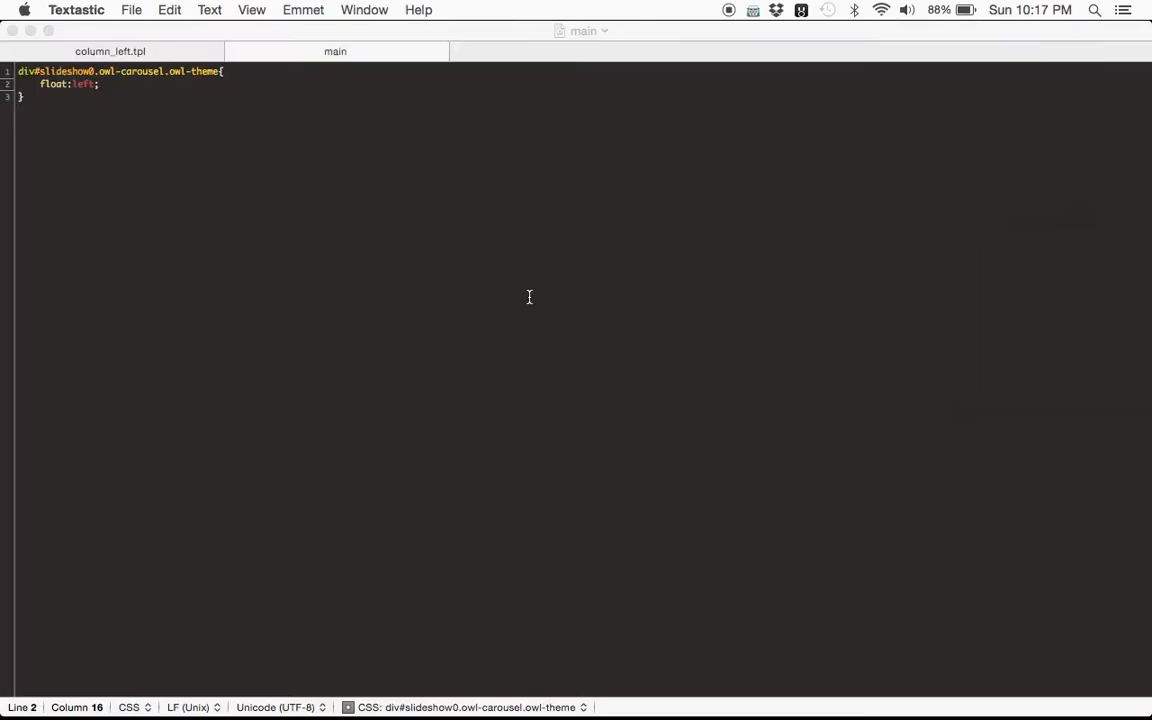 Textastic File Edit Text View Emmet Window Help 88% Sun 10:17 PM
main
column_left.tpl main
1 div#slideshow0.owl-carousel.owl-theme{
2 float:left;
3 }
Line 2 Column 16 CSS LF (Unix) Unicode (UTF-8) CSS: div#slideshow0.owl-carousel.owl-theme